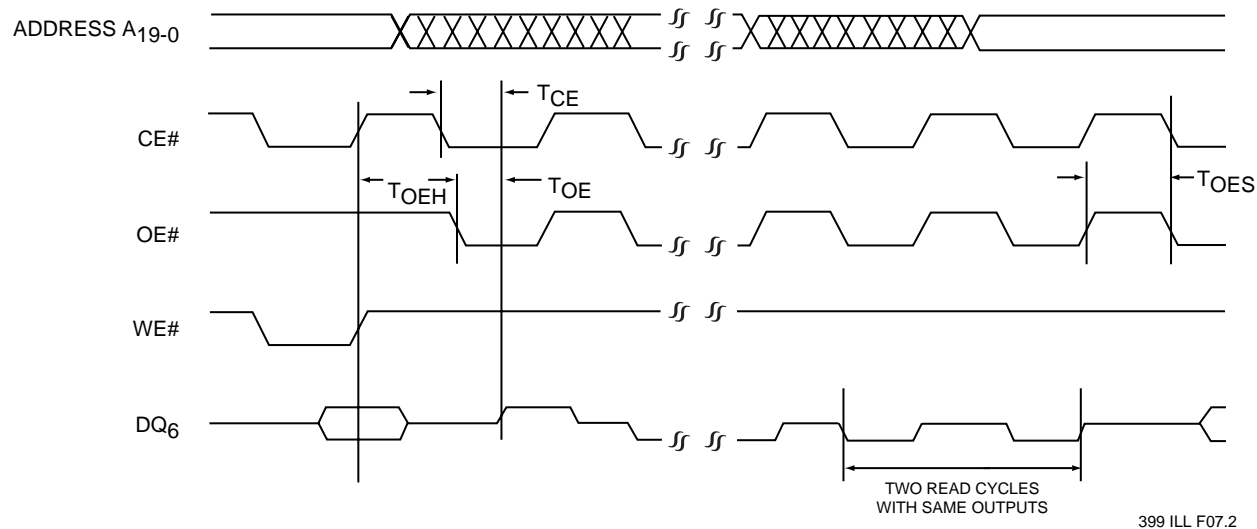 ADDRESS A19-0
TCE
CE#
TOEH
TOE
TOES
OE#
WE#
DQ6
TWO READ CYCLES
WITH SAME OUTPUTS
399 ILL F07.2